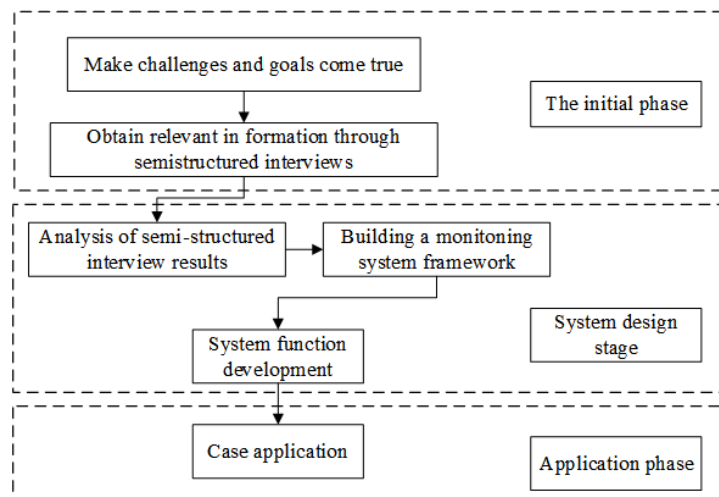 Make challenges and goals come true
The initial phase
Obtain relevant in formation through
semistructured interviews
Analysis of semi-structured
interview results
Building a monitoring
system framework
System function
development
System design
stage
Case application
Application phase